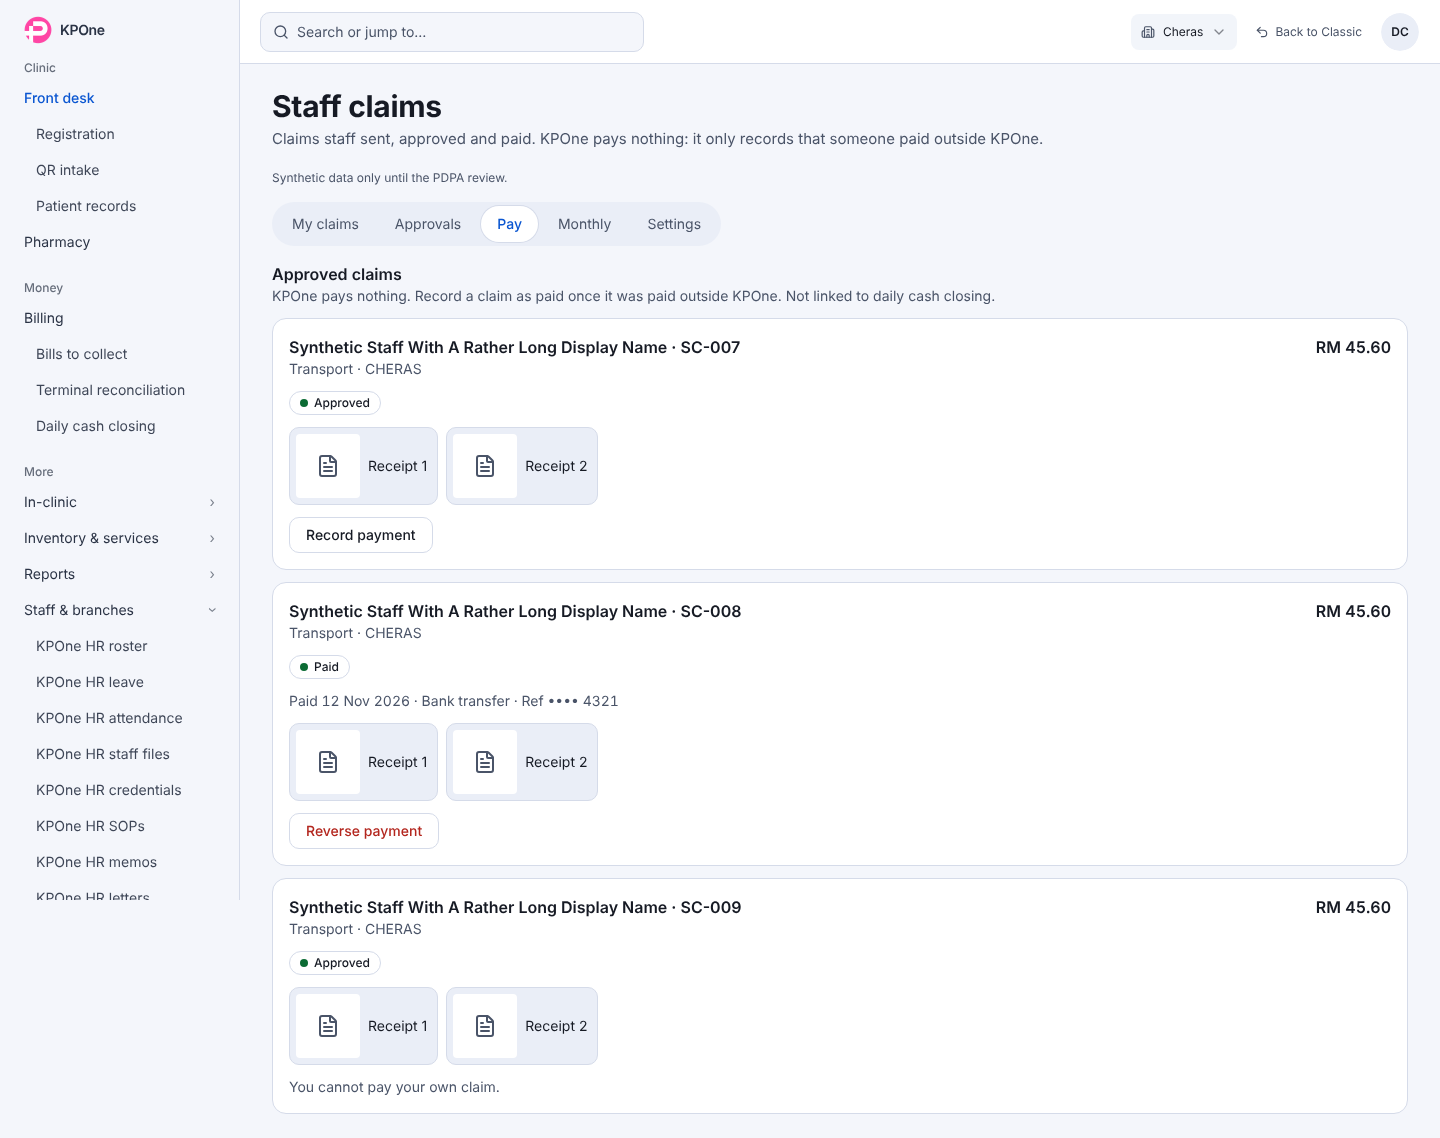 KPOne
Search or jump to...
Cheras
Back to Classic
DC
Clinic
Front desk
Registration
QR intake
Patient records
Pharmacy
Money
Billing
Bills to collect
Terminal reconciliation
Daily cash closing
More
In-clinic
Inventory & services
Reports
Staff & branches
KPOne HR roster
KPOne HR leave
KPOne HR attendance
KPOne HR staff files
KPOne HR credentials
KPOne HR SOPs
KPOne HR memos
KPOne HR letters
Staff claims
Claims staff sent, approved and paid. KPOne pays nothing: it only records that someone paid outside KPOne.
Synthetic data only until the PDPA review.
My claims
Approvals
Pay
Monthly
Settings
Approved claims
KPOne pays nothing. Record a claim as paid once it was paid outside KPOne. Not linked to daily cash closing.
Synthetic Staff With A Rather Long Display Name · SC-007
RM 45.60
Transport · CHERAS
Approved
Receipt 1
Receipt 2
Record payment
Synthetic Staff With A Rather Long Display Name · SC-008
RM 45.60
Transport · CHERAS
Paid
Paid 12 Nov 2026 · Bank transfer · Ref •••• 4321
Receipt 1
Receipt 2
Reverse payment
Synthetic Staff With A Rather Long Display Name · SC-009
RM 45.60
Transport · CHERAS
Approved
Receipt 1
Receipt 2
You cannot pay your own claim.